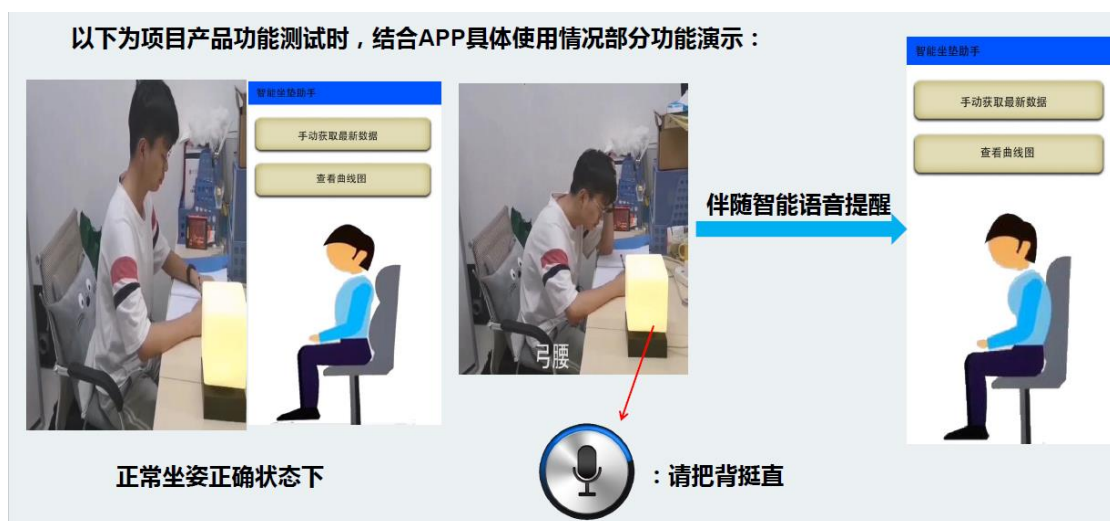 以下为项目产品功能测试时，结合APP具体使用情况部分功能演示：
智能坐垫助手
手动获取最新数据
查看曲线图
弓腰
伴随智能语音提醒
智能坐垫助手
手动获取最新数据
查看曲线图
正常坐姿正确状态下
：请把背挺直